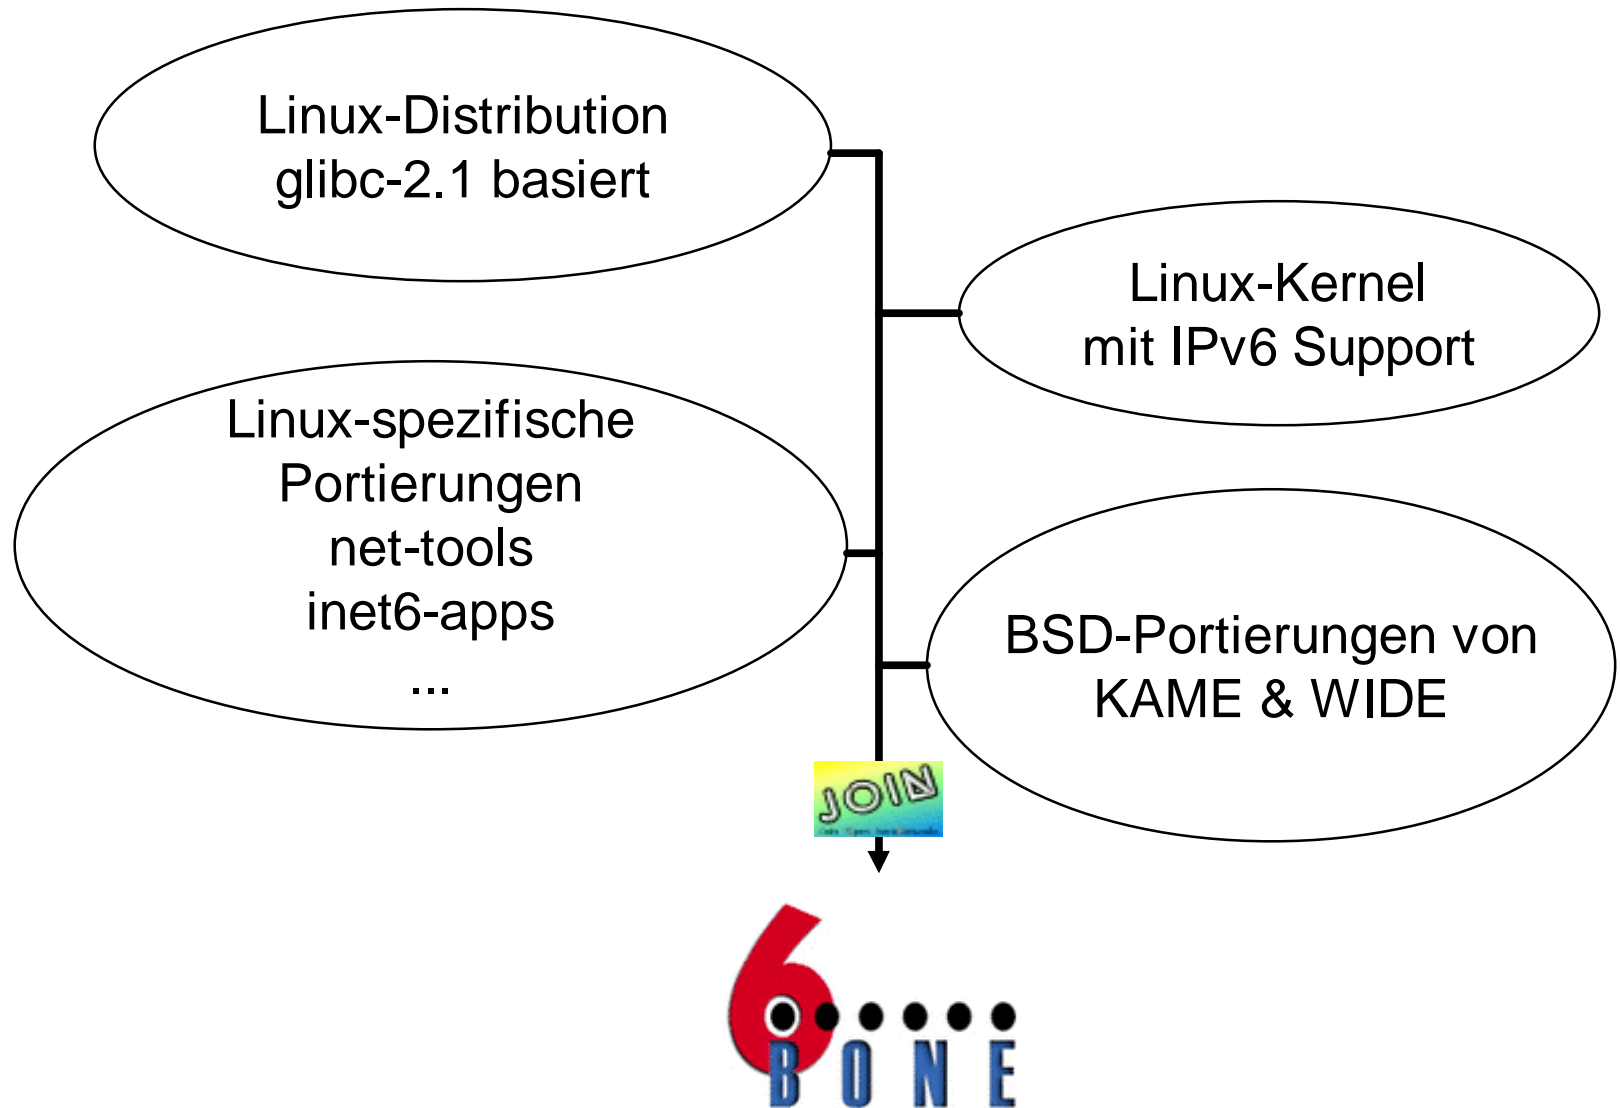 Linux-Distribution
glibc-2.1 basiert
Linux-Kernel
mit IPv6 Support
Linux-spezifische
Portierungen
net-tools
inet6-apps
...
BSD-Portierungen von
KAME & WIDE
JOIN
6
BONE